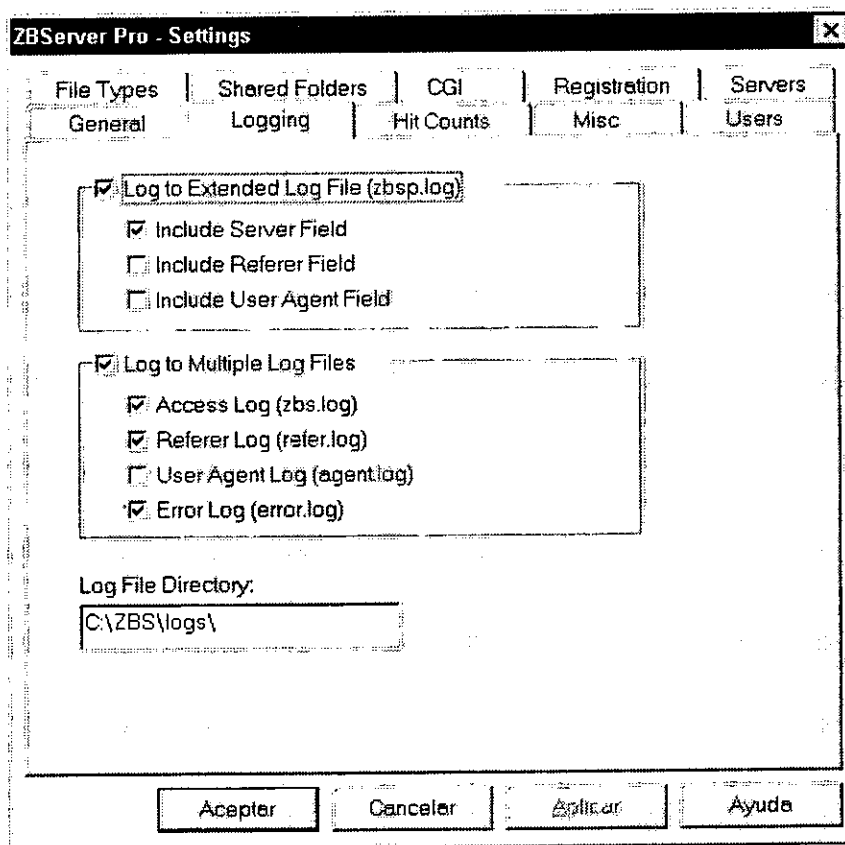 ZBServer Pro - Settings
File Types Shared Folders CGI Registration Servers
General Logging Hit Counts Misc Users
Log to Extended Log File (zbsp.log)
Include Server Field
Include Referer Field
Include User Agent Field
Log to Multiple Log Files
Access Log (zbs.log)
Referer Log (refer.log)
User Agent Log (agent.log)
Error Log (error.log)
Log File Directory:
C:\ZBS\logs\
Aceptar Cancelar Aplicar Ayuda